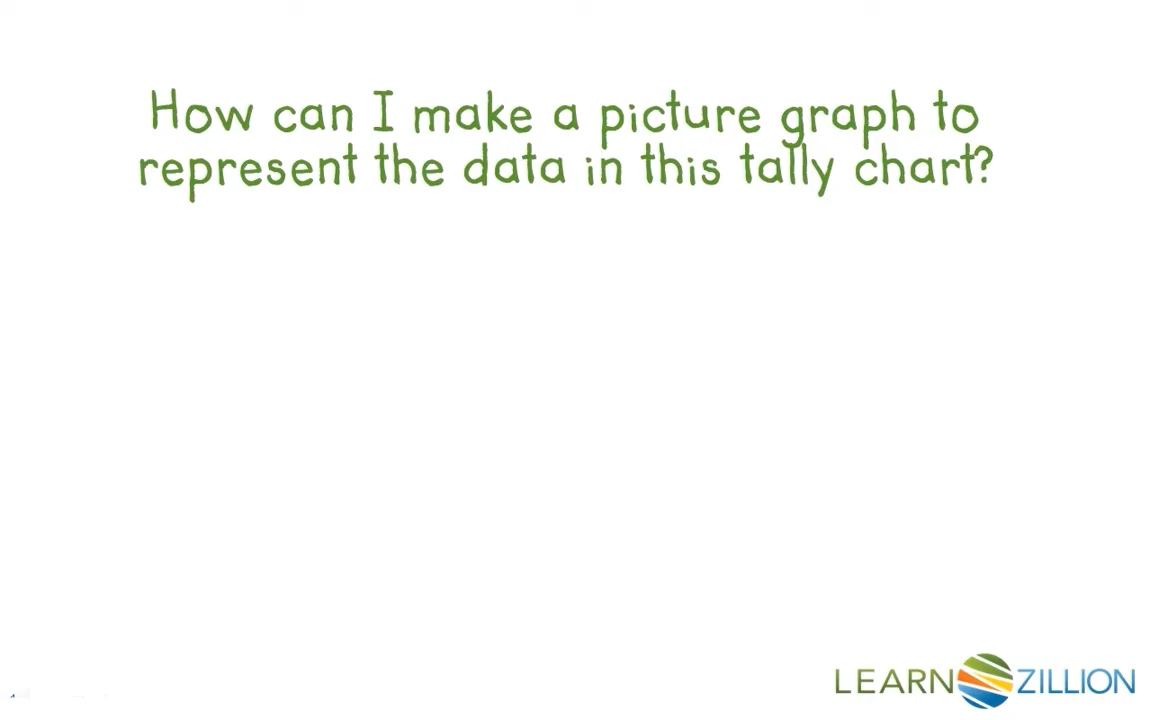 How can I make a picture graph to
represent the data in this tally chart?
LEARNZILLION